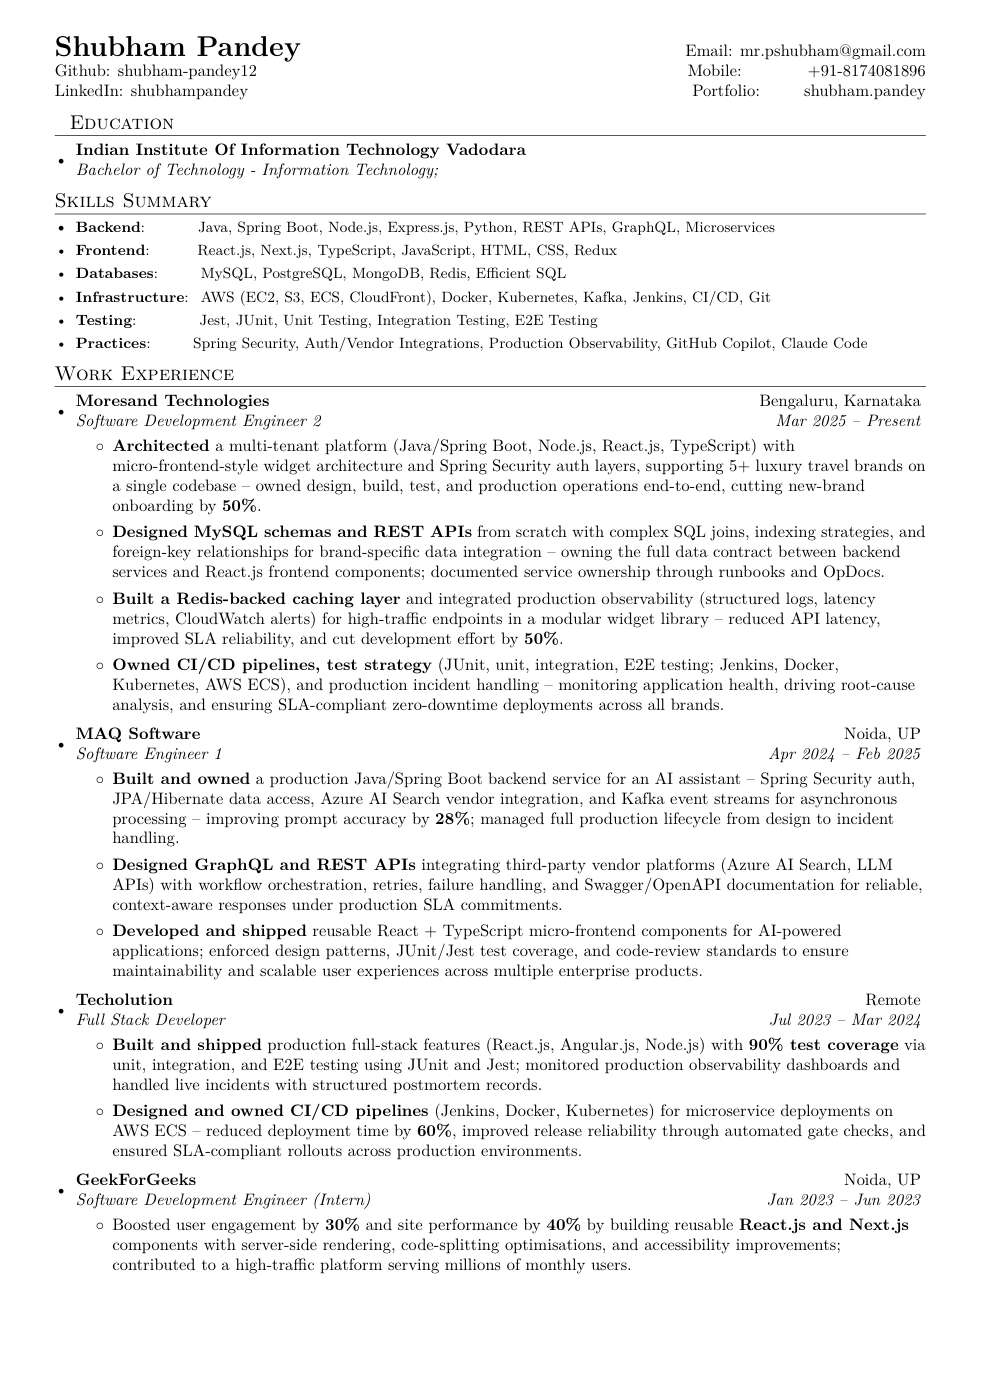 Shubham Pandey
Email: mr.pshubham@gmail.com
Github: shubham-pandey12
Mobile: +91-8174081896
LinkedIn: shubhampandey
Portfolio: shubham.pandey
Education
• Indian Institute Of Information Technology Vadodara
Bachelor of Technology - Information Technology;
Skills Summary
• Backend: Java, Spring Boot, Node.js, Express.js, Python, REST APIs, GraphQL, Microservices
• Frontend: React.js, Next.js, TypeScript, JavaScript, HTML, CSS, Redux
• Databases: MySQL, PostgreSQL, MongoDB, Redis, Efficient SQL
• Infrastructure: AWS (EC2, S3, ECS, CloudFront), Docker, Kubernetes, Kafka, Jenkins, CI/CD, Git
• Testing: Jest, JUnit, Unit Testing, Integration Testing, E2E Testing
• Practices: Spring Security, Auth/Vendor Integrations, Production Observability, GitHub Copilot, Claude Code
Work Experience
• Moresand Technologies Bengaluru, Karnataka
Software Development Engineer 2 Mar 2025 – Present
◦ Architected a multi-tenant platform (Java/Spring Boot, Node.js, React.js, TypeScript) with
micro-frontend-style widget architecture and Spring Security auth layers, supporting 5+ luxury travel brands on
a single codebase – owned design, build, test, and production operations end-to-end, cutting new-brand
onboarding by 50%.
◦ Designed MySQL schemas and REST APIs from scratch with complex SQL joins, indexing strategies, and
foreign-key relationships for brand-specific data integration – owning the full data contract between backend
services and React.js frontend components; documented service ownership through runbooks and OpDocs.
◦ Built a Redis-backed caching layer and integrated production observability (structured logs, latency
metrics, CloudWatch alerts) for high-traffic endpoints in a modular widget library – reduced API latency,
improved SLA reliability, and cut development effort by 50%.
◦ Owned CI/CD pipelines, test strategy (JUnit, unit, integration, E2E testing; Jenkins, Docker,
Kubernetes, AWS ECS), and production incident handling – monitoring application health, driving root-cause
analysis, and ensuring SLA-compliant zero-downtime deployments across all brands.
• MAQ Software Noida, UP
Software Engineer 1 Apr 2024 – Feb 2025
◦ Built and owned a production Java/Spring Boot backend service for an AI assistant – Spring Security auth,
JPA/Hibernate data access, Azure AI Search vendor integration, and Kafka event streams for asynchronous
processing – improving prompt accuracy by 28%; managed full production lifecycle from design to incident
handling.
◦ Designed GraphQL and REST APIs integrating third-party vendor platforms (Azure AI Search, LLM
APIs) with workflow orchestration, retries, failure handling, and Swagger/OpenAPI documentation for reliable,
context-aware responses under production SLA commitments.
◦ Developed and shipped reusable React + TypeScript micro-frontend components for AI-powered
applications; enforced design patterns, JUnit/Jest test coverage, and code-review standards to ensure
maintainability and scalable user experiences across multiple enterprise products.
• Techolution Remote
Full Stack Developer Jul 2023 – Mar 2024
◦ Built and shipped production full-stack features (React.js, Angular.js, Node.js) with 90% test coverage via
unit, integration, and E2E testing using JUnit and Jest; monitored production observability dashboards and
handled live incidents with structured postmortem records.
◦ Designed and owned CI/CD pipelines (Jenkins, Docker, Kubernetes) for microservice deployments on
AWS ECS – reduced deployment time by 60%, improved release reliability through automated gate checks, and
ensured SLA-compliant rollouts across production environments.
• GeekForGeeks Noida, UP
Software Development Engineer (Intern) Jan 2023 – Jun 2023
◦ Boosted user engagement by 30% and site performance by 40% by building reusable React.js and Next.js
components with server-side rendering, code-splitting optimisations, and accessibility improvements;
contributed to a high-traffic platform serving millions of monthly users.